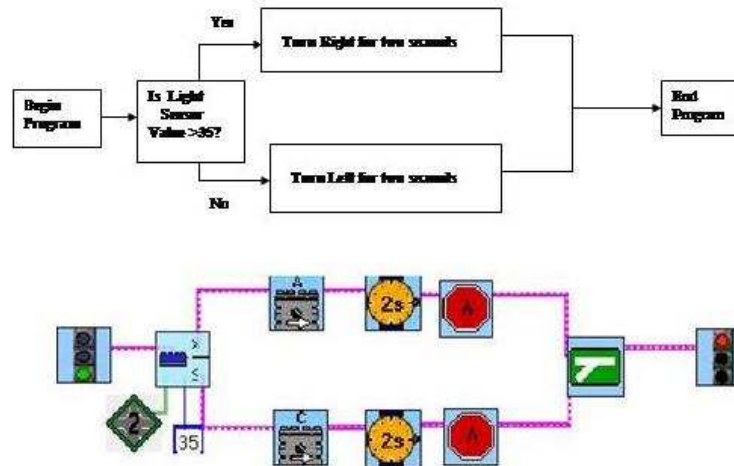 Yes
Turn Right for two seconds
Begin
Program
Is Light
Sensor
Value >35?
End
Program
Turn Left for two seconds
No
A
2s
A
>
≤
2
35
C
2s
A